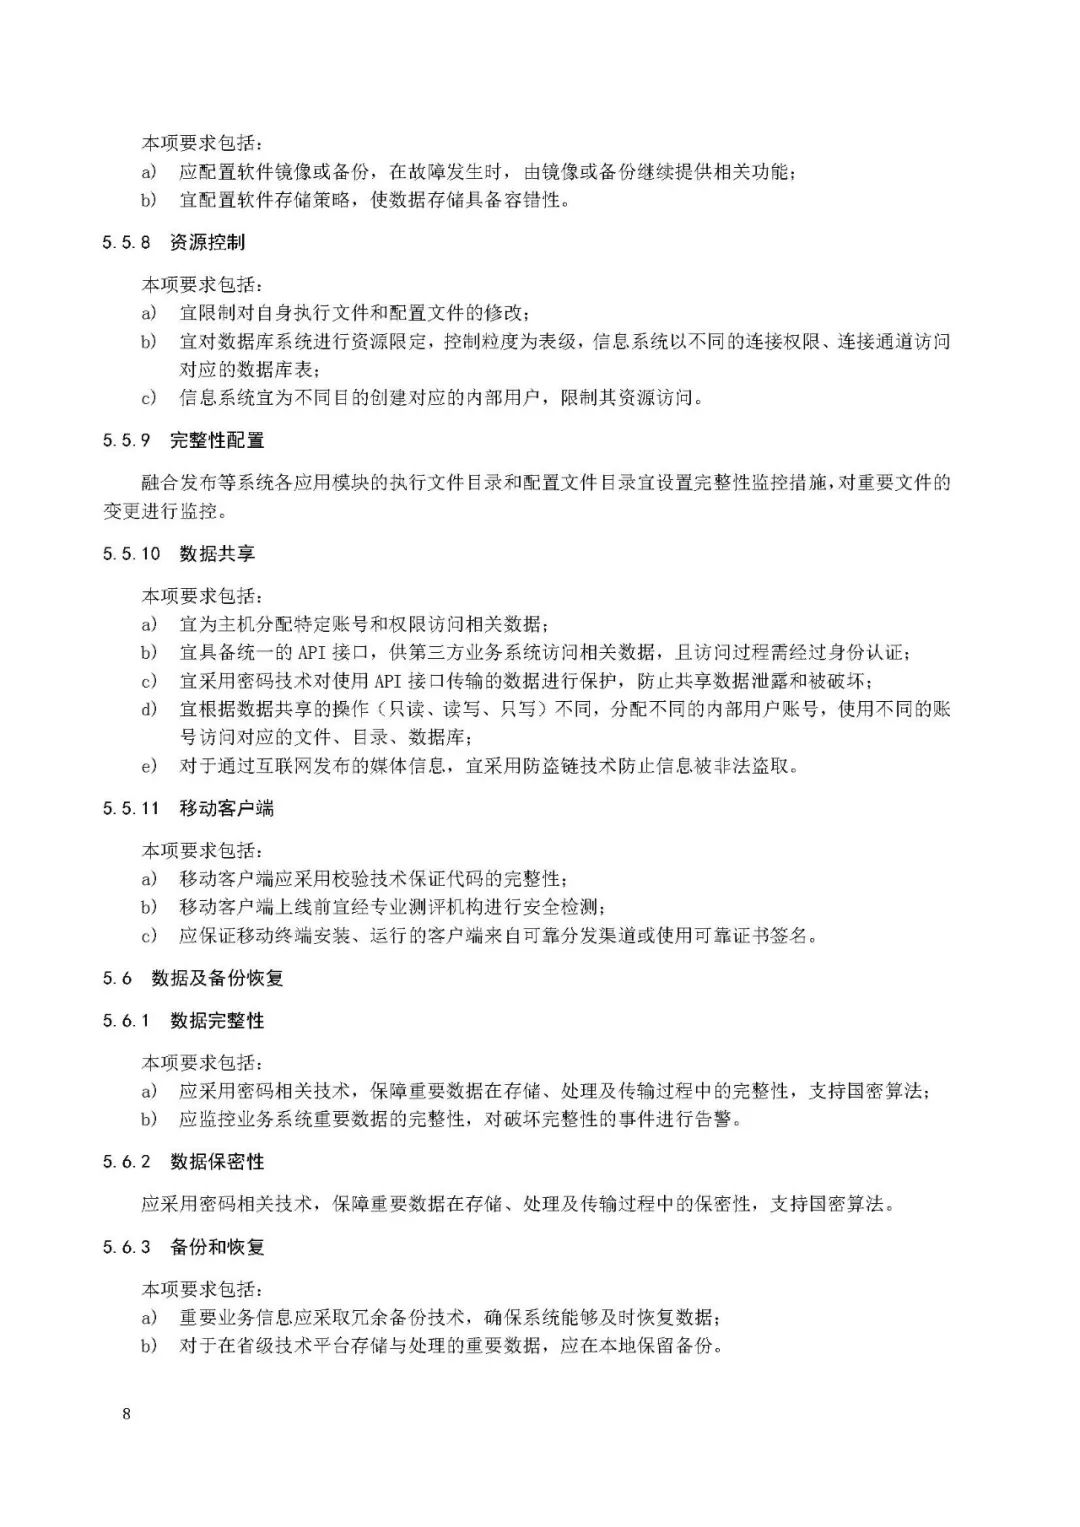 本项要求包括:
a) 应配置软件镜像或备份，在故障发生时，由镜像或备份继续提供相关功能；
b) 宜配置软件存储策略，使数据存储具备容错性。
5.5.8 资源控制
本项要求包括:
a) 宜限制对自身执行文件和配置文件的修改；
b) 宜对数据库系统进行资源限定，控制粒度为表级，信息系统以不同的连接权限、连接通道访问
对应的数据库表；
c) 信息系统宜为不同目的创建对应的内部用户，限制其资源访问。
5.5.9 完整性配置
融合发布等系统各应用模块的执行文件目录和配置文件目录宜设置完整性监控措施，对重要文件的
变更进行监控。
5.5.10 数据共享
本项要求包括:
a) 宜为主机分配特定账号和权限访问相关数据；
b) 宜具备统一的 API 接口，供第三方业务系统访问相关数据，且访问过程需经过身份认证；
c) 宜采用密码技术对使用 API 接口传输的数据进行保护，防止共享数据泄露和被破坏；
d) 宜根据数据共享的操作（只读、读写、只写）不同，分配不同的内部用户账号，使用不同的账
号访问对应的文件、目录、数据库；
e) 对于通过互联网发布的媒体信息，宜采用防盗链技术防止信息被非法盗取。
5.5.11 移动客户端
本项要求包括:
a) 移动客户端应采用校验技术保证代码的完整性；
b) 移动客户端上线前宜经专业测评机构进行安全检测；
c) 应保证移动终端安装、运行的客户端来自可靠分发渠道或使用可靠证书签名。
5.6 数据及备份恢复
5.6.1 数据完整性
本项要求包括:
a) 应采用密码相关技术，保障重要数据在存储、处理及传输过程中的完整性，支持国密算法；
b) 应监控业务系统重要数据的完整性，对破坏完整性的事件进行告警。
5.6.2 数据保密性
应采用密码相关技术，保障重要数据在存储、处理及传输过程中的保密性，支持国密算法。
5.6.3 备份和恢复
本项要求包括:
a) 重要业务信息应采取冗余备份技术，确保系统能够及时恢复数据；
b) 对于在省级技术平台存储与处理的重要数据，应在本地保留备份。
8